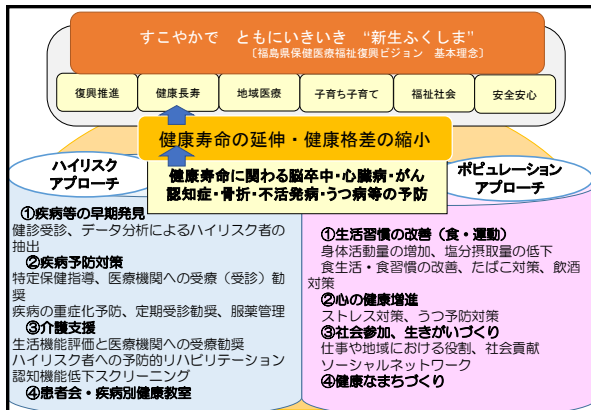 すこやかで ともにいきいき “新生ふくしま”
〔福島県保健医療福祉復興ビジョン 基本理念〕
復興推進
健康長寿
地域医療
子育ち子育て
福祉社会
安全安心
健康寿命の延伸・健康格差の縮小
健康寿命に関わる脳卒中・心臓病・がん
認知症・骨折・不活発病・うつ病等の予防
ハイリスク
アプローチ
①疾病等の早期発見
健診受診、データ分析によるハイリスク者の
抽出
②疾病予防対策
特定保健指導、医療機関への受療（受診）勧
奨
疾病の重症化予防、定期受診勧奨、服薬管理
③介護支援
生活機能評価と医療機関への受療勧奨
ハイリスク者への予防的リハビリテーション
認知機能低下スクリーニング
④患者会・疾病別健康教室
ポピュレーション
アプローチ
①生活習慣の改善（食・運動）
身体活動量の増加、塩分摂取量の低下
食生活・食習慣の改善、たばこ対策、飲酒
対策
②心の健康増進
ストレス対策、うつ予防対策
③社会参加、生きがいづくり
仕事や地域における役割、社会貢献
ソーシャルネットワーク
④健康なまちづくり